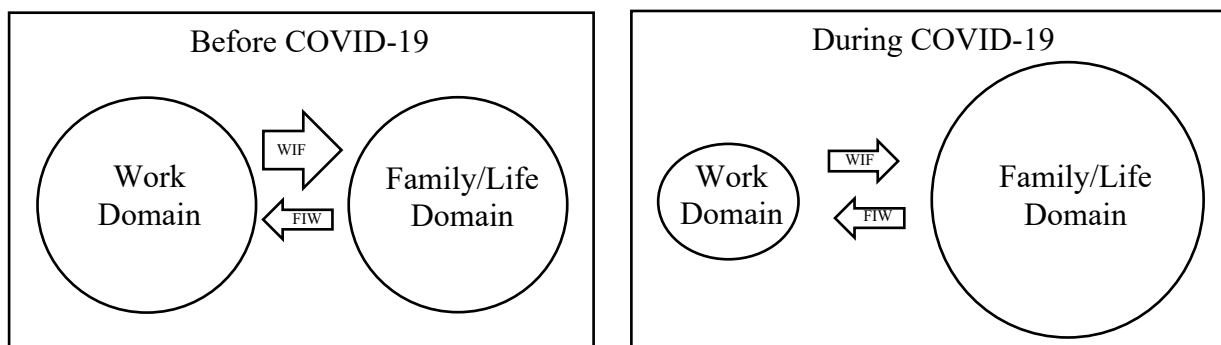 Before COVID-19
Work
Domain
WIF
FIW
Family/Life
Domain
During COVID-19
Work
Domain
WIF
FIW
Family/Life
Domain